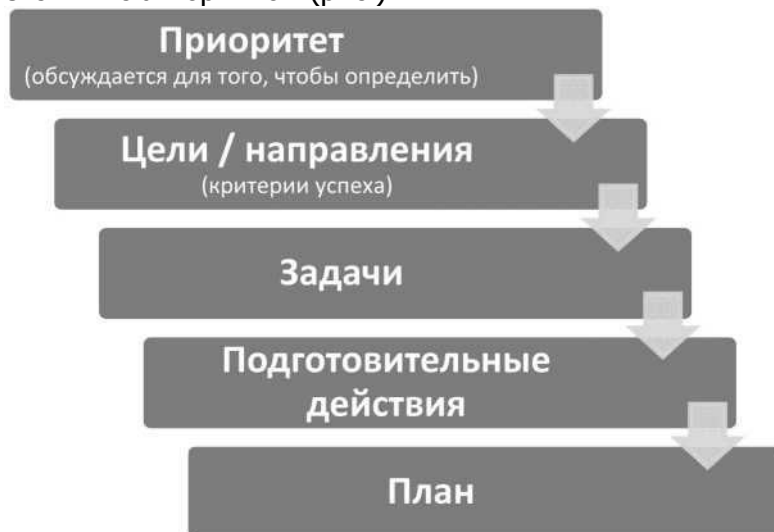 Приоритет
(обсуждается для того, чтобы определить)
Цели / направления
(критерии успеха)
Задачи
Подготовительные
действия
План